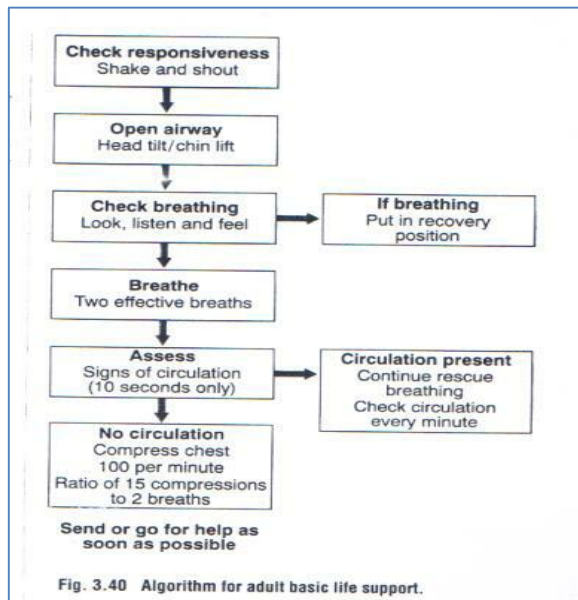 Check responsiveness
Shake and shout
Open airway
Head tilt/chin lift
Check breathing
Look, listen and feel
If breathing
Put in recovery
position
Breathe
Two effective breaths
Assess
Signs of circulation
(10 seconds only)
Circulation present
Continue rescue
breathing
Check circulation
every minute
No circulation
Compress chest
100 per minute
Ratio of 15 compressions
to 2 breaths
Send or go for help as
soon as possible
Fig. 3.40 Algorithm for adult basic life support.